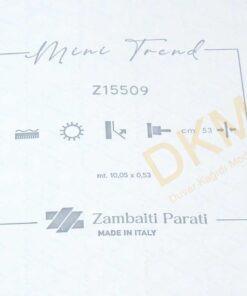 Mini Trend
Z15509
cm. 53
mt. 10,05 x 0,53
Zambaiti Parati
MADE IN ITALY
DKM
Duvar Kağıdı